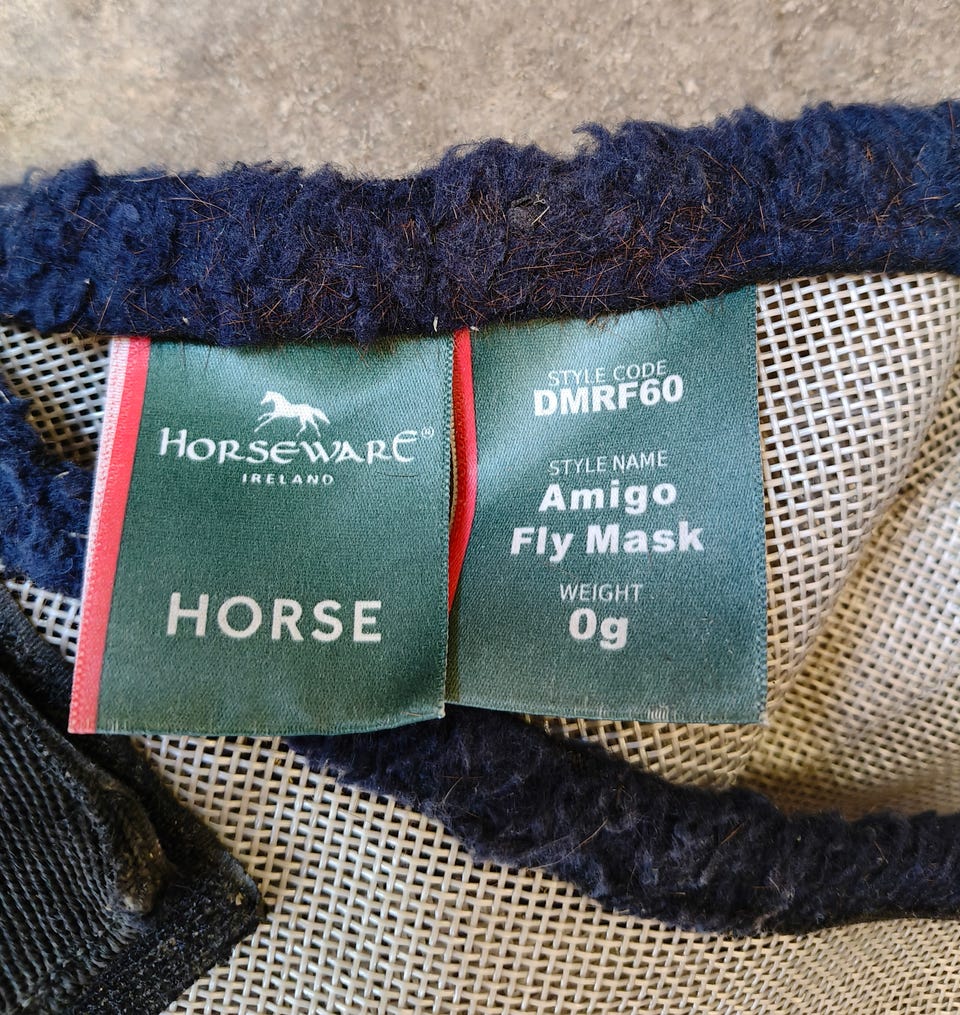 HORSEWARE®
IRELAND
HORSE
STYLE CODE
DMRF60
STYLE NAME
Amigo
Fly Mask
WEIGHT
0g